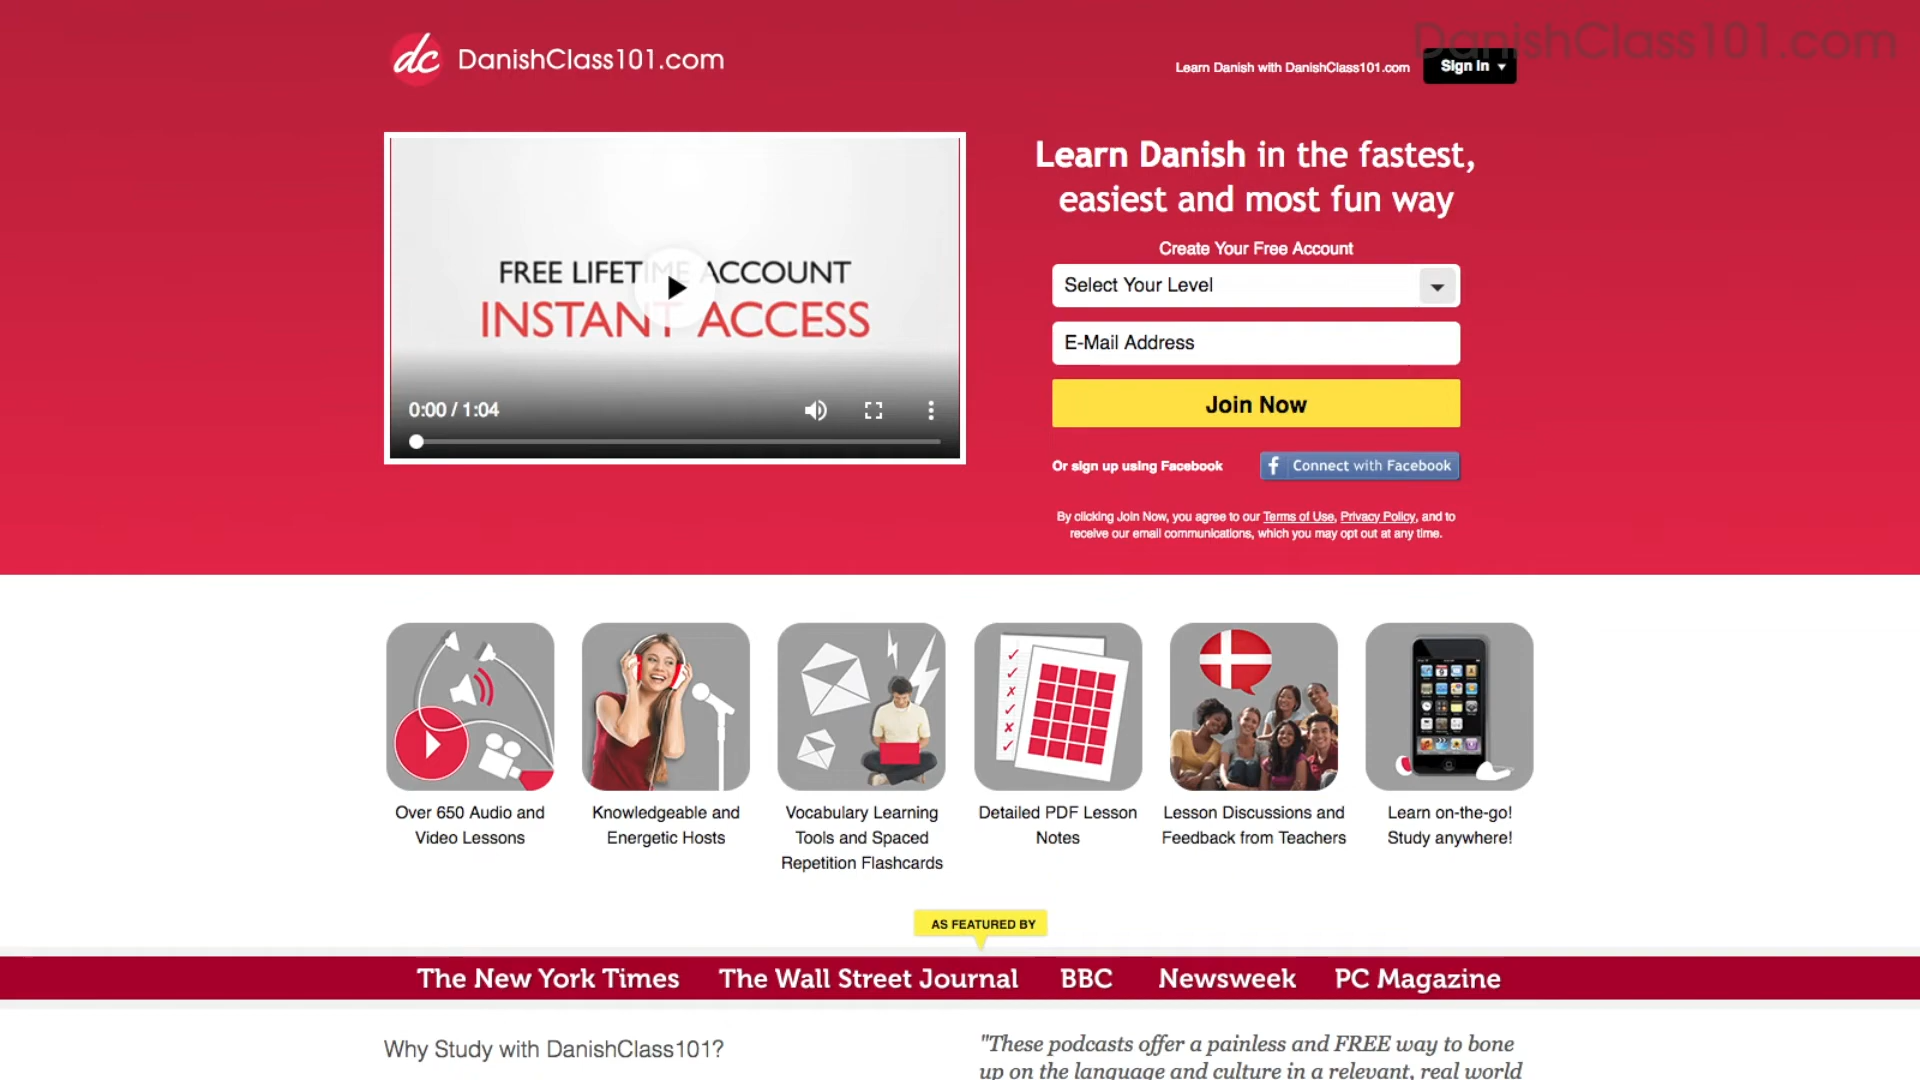 dc DanishClass101.com
DanishClass101.com
Learn Danish with DanishClass101.com
Sign In
FREE LIFETIME ACCOUNT
INSTANT ACCESS
0:00 / 1:04
Learn Danish in the fastest,
easiest and most fun way
Create Your Free Account
Select Your Level
E-Mail Address
Join Now
Or sign up using Facebook
f Connect with Facebook
By clicking Join Now, you agree to our Terms of Use, Privacy Policy, and to
receive our email communications, which you may opt out at any time.
Over 650 Audio and
Video Lessons
Knowledgeable and
Energetic Hosts
Vocabulary Learning
Tools and Spaced
Repetition Flashcards
Detailed PDF Lesson
Notes
Lesson Discussions and
Feedback from Teachers
Learn on-the-go!
Study anywhere!
AS FEATURED BY
The New York Times The Wall Street Journal BBC Newsweek PC Magazine
Why Study with DanishClass101?
"These podcasts offer a painless and FREE way to bone
up on the language and culture in a relevant, real world